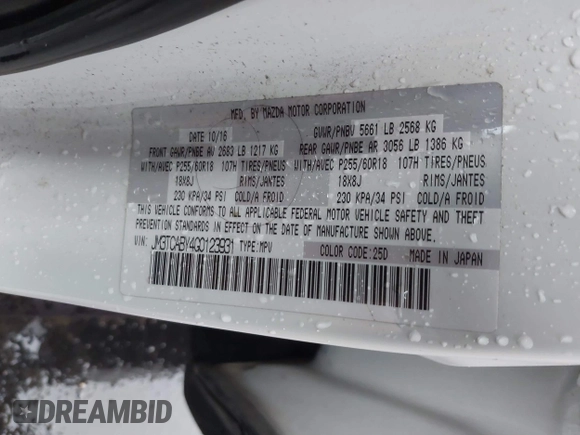 MFD. BY MAZDA MOTOR CORPORATION
DATE 10/16 GVWR/PNBV 5661 LB 2568 KG
FRONT GAWR/PNBE AV 2683 LB 1217 KG REAR GAWR/PNBE AR 3056 LB 1386 KG
WITH/AVEC P255/60R18 107H TIRES/PNEUS WITH/AVEC P255/60R18 107H TIRES/PNEUS
18X8J RIMS/JANTES 18X8J RIMS/JANTES
230 KPA/34 PSI COLD/A FROID 230 KPA/34 PSI COLD/A FROID
THIS VEHICLE CONFORMS TO ALL APPLICABLE FEDERAL MOTOR VEHICLE SAFETY AND THEFT
PREVENTION STANDARDS IN EFFECT ON THE DATE OF MANUFACTURE SHOWN ABOVE.
VIN: JM3TCABY4G0123931 TYPE:MPV COLOR CODE:25D MADE IN JAPAN
DREAMBID